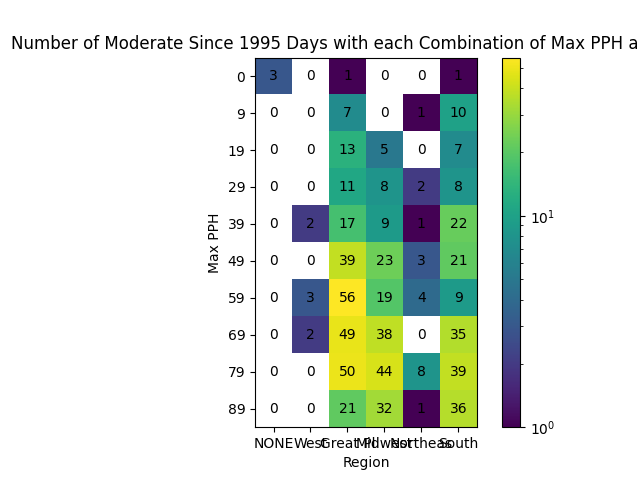 Number of Moderate Since 1995 Days with each Combination of Max PPH a
0 3 0 1 0 0 1
9 0 0 7 0 1 10
19 0 0 13 5 0 7
29 0 0 11 8 2 8
39 0 2 17 9 1 22
49 0 0 39 23 3 21
59 0 3 56 19 4 9
69 0 2 49 38 0 35
79 0 0 50 44 8 39
89 0 0 21 32 1 36
Max PPH
NONE West Great Pl Midwest Northeast South
Region
10¹
10⁰